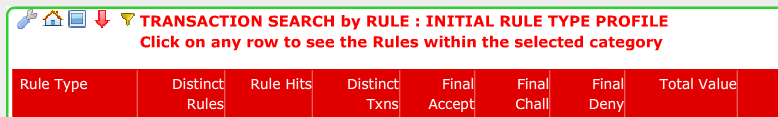 TRANSACTION SEARCH by RULE : INITIAL RULE TYPE PROFILE
Click on any row to see the Rules within the selected category
Rule Type Distinct Rule Hits Distinct Final Final Final Total Value
Rules Txns Accept Chall Deny